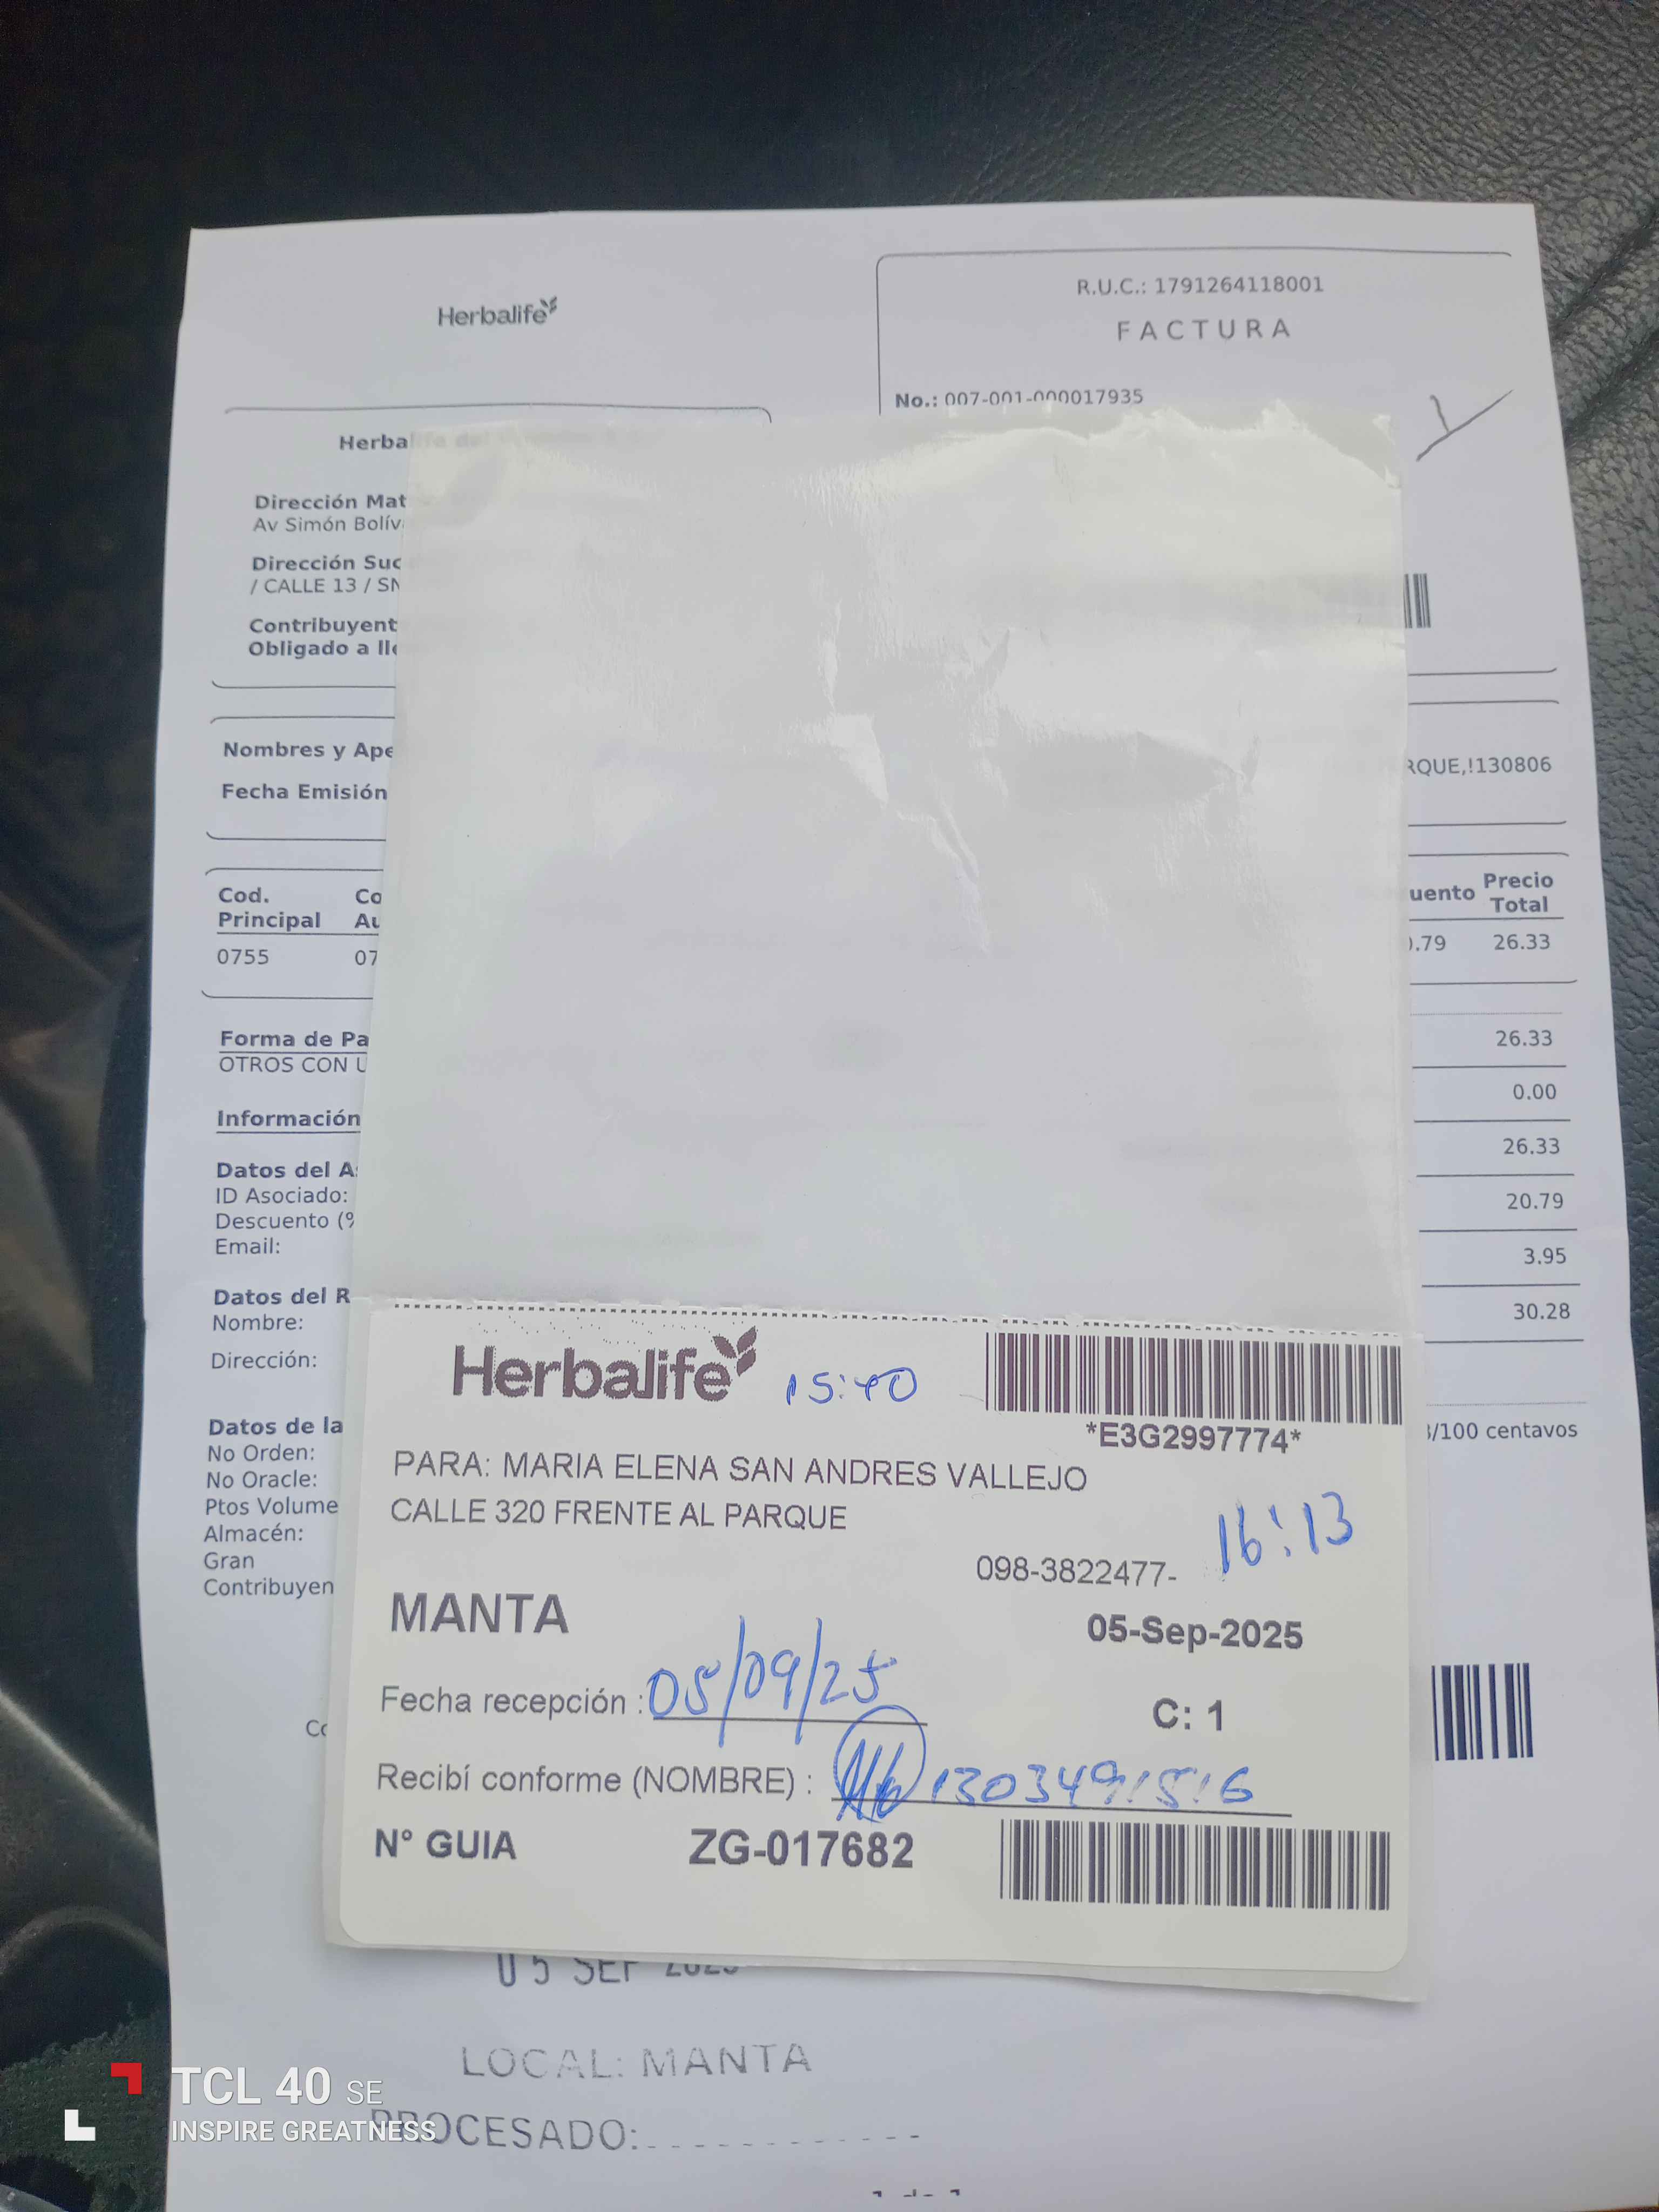 Herbalife
R.U.C.: 1791264118001
FACTURA
No.: 007-001-000017935
Herba
Dirección Mat
Av Simón Bolív
Dirección Suc
/ CALLE 13 / SN
Contribuyent
Obligado a lle
Nombres y Ape
Fecha Emisión
RQUE,!130806
Cod. Principal
Co
Au
uento
Precio Total
0755
07
0.79
26.33
Forma de Pa
OTROS CON U
Información
26.33
0.00
26.33
20.79
3.95
30.28
Datos del A
ID Asociado:
Descuento (%
Email:
Datos del R
Nombre:
Dirección:
Datos de la
No Orden:
No Oracle:
Ptos Volume
Almacén:
Gran
Contribuyen
/100 centavos
Herbalife
15:40
*E3G2997774*
PARA: MARIA ELENA SAN ANDRES VALLEJO
CALLE 320 FRENTE AL PARQUE
16:13
098-3822477-
MANTA
05-Sep-2025
Fecha recepción : 05/09/25
C: 1
Recibí conforme (NOMBRE) : 1303491516
N° GUIA ZG-017682
05 SEP 2025
LOCAL: MANTA
PROCESADO:
TCL 40 SE
INSPIRE GREATNESS